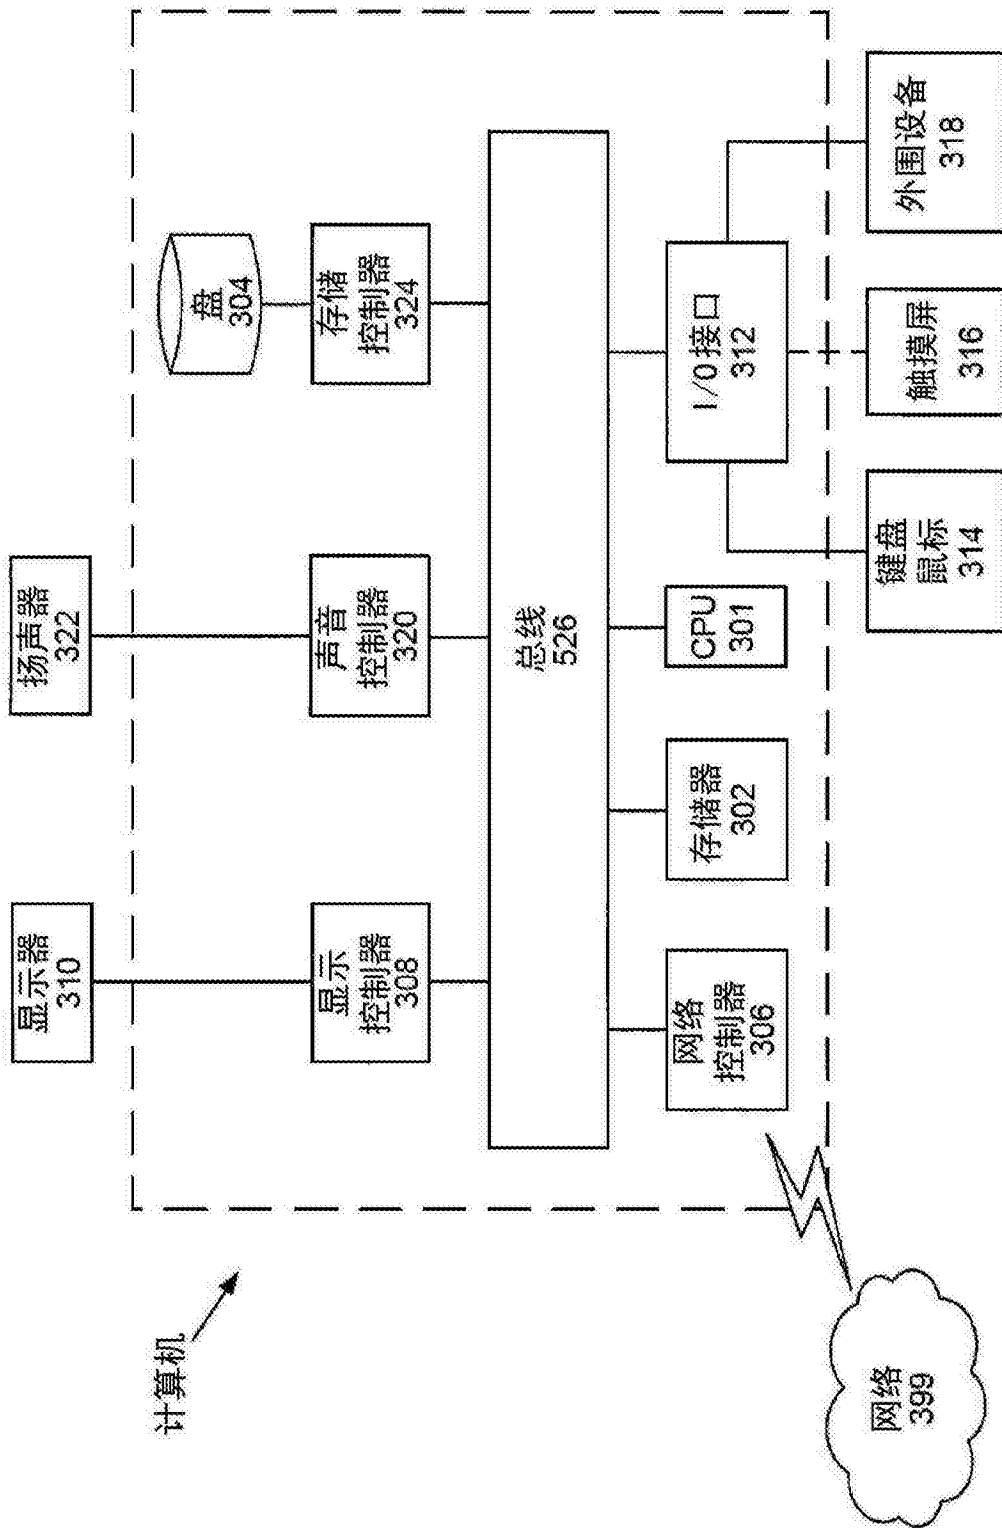 计算机
显示器
310
扬声器
322
盘
304
显示
控制器
308
声音
控制器
320
存储
控制器
324
总线
526
网络
控制器
306
存储器
302
CPU
301
I/O 接口
312
网络
399
键盘
鼠标
314
触摸屏
316
外围设备
318